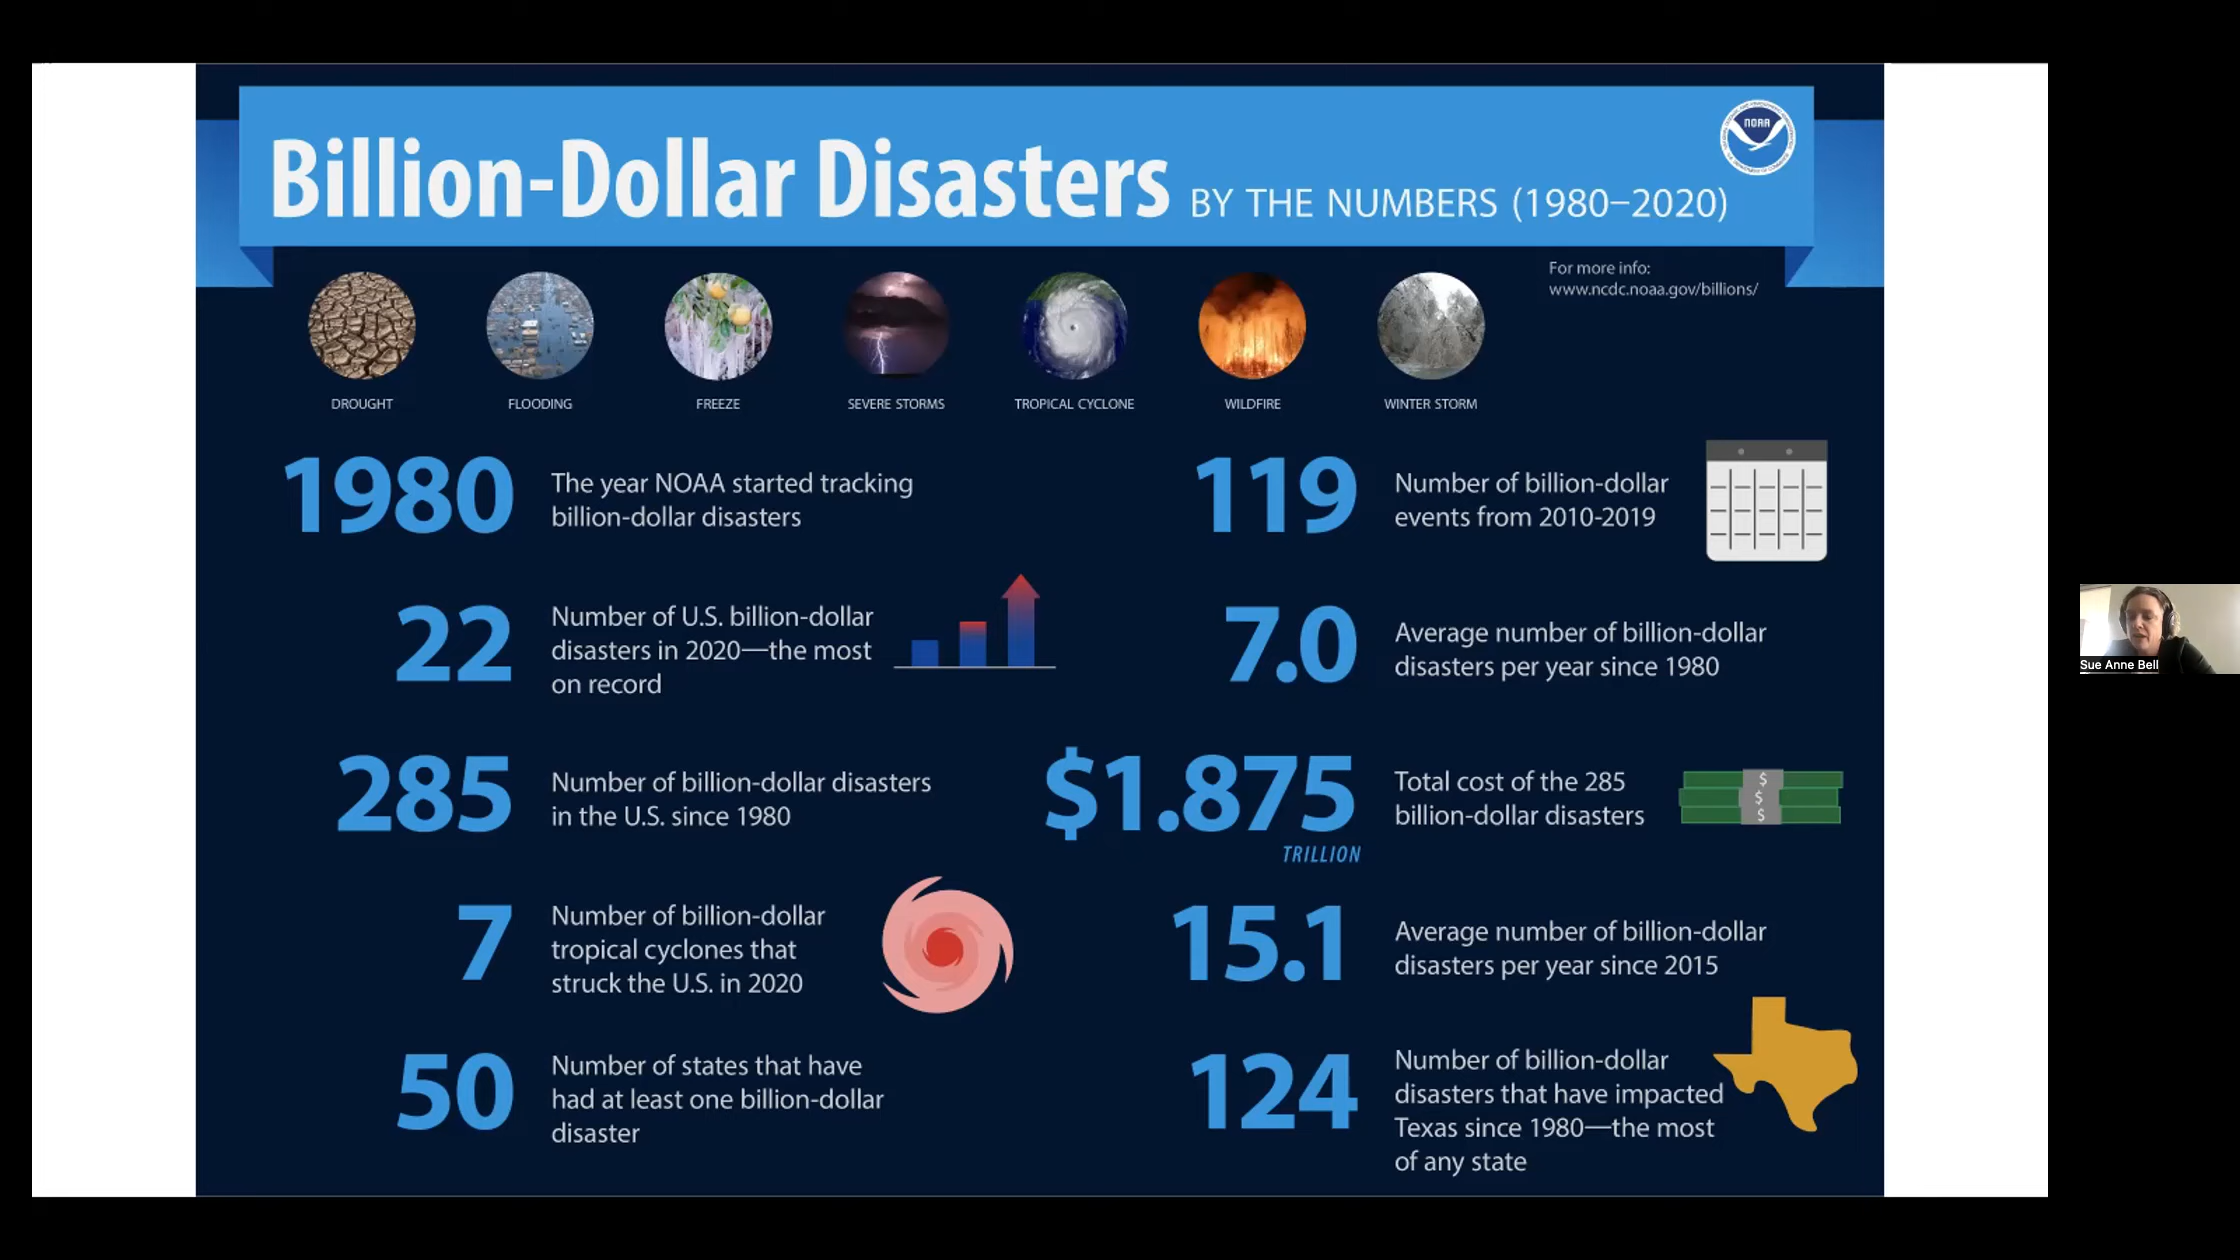 Billion-Dollar Disasters BY THE NUMBERS (1980–2020)
NOAA
For more info:
www.ncdc.noaa.gov/billions/
DROUGHT
FLOODING
FREEZE
SEVERE STORMS
TROPICAL CYCLONE
WILDFIRE
WINTER STORM
1980
The year NOAA started tracking
billion-dollar disasters
119
Number of billion-dollar
events from 2010-2019
22
Number of U.S. billion-dollar
disasters in 2020—the most
on record
7.0
Average number of billion-dollar
disasters per year since 1980
285
Number of billion-dollar disasters
in the U.S. since 1980
$1.875
TRILLION
Total cost of the 285
billion-dollar disasters
$
$
$
7
Number of billion-dollar
tropical cyclones that
struck the U.S. in 2020
15.1
Average number of billion-dollar
disasters per year since 2015
50
Number of states that have
had at least one billion-dollar
disaster
124
Number of billion-dollar
disasters that have impacted
Texas since 1980—the most
of any state
Sue Anne Bell